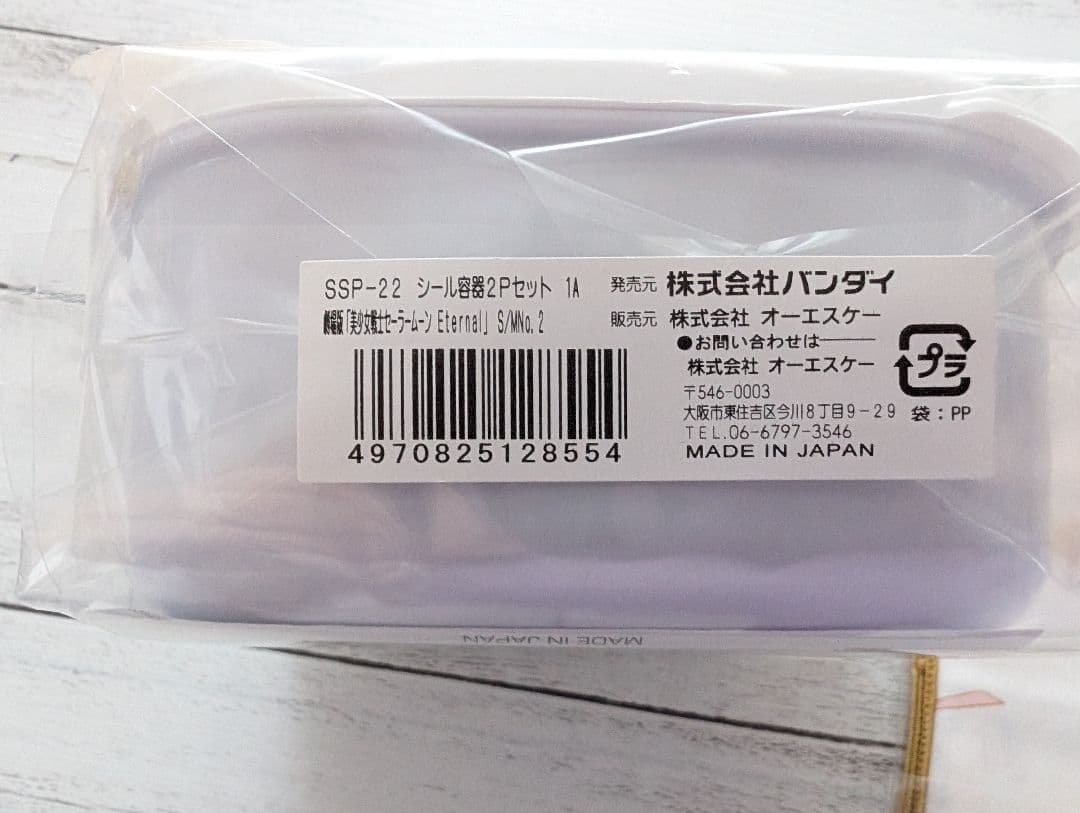 SSP-22 シール容器2Pセット 1A
劇場版「美少女戦士セーラームーン Eternal」 S/MNo.2
4970825128554
発売元 株式会社バンダイ
販売元 株式会社 オーエスケー
●お問い合わせは
株式会社 オーエスケー
〒546-0003
大阪市東住吉区今川8丁目9-29
TEL.06-6797-3546
MADE IN JAPAN
プラ
袋：PP
MADE IN JAPAN